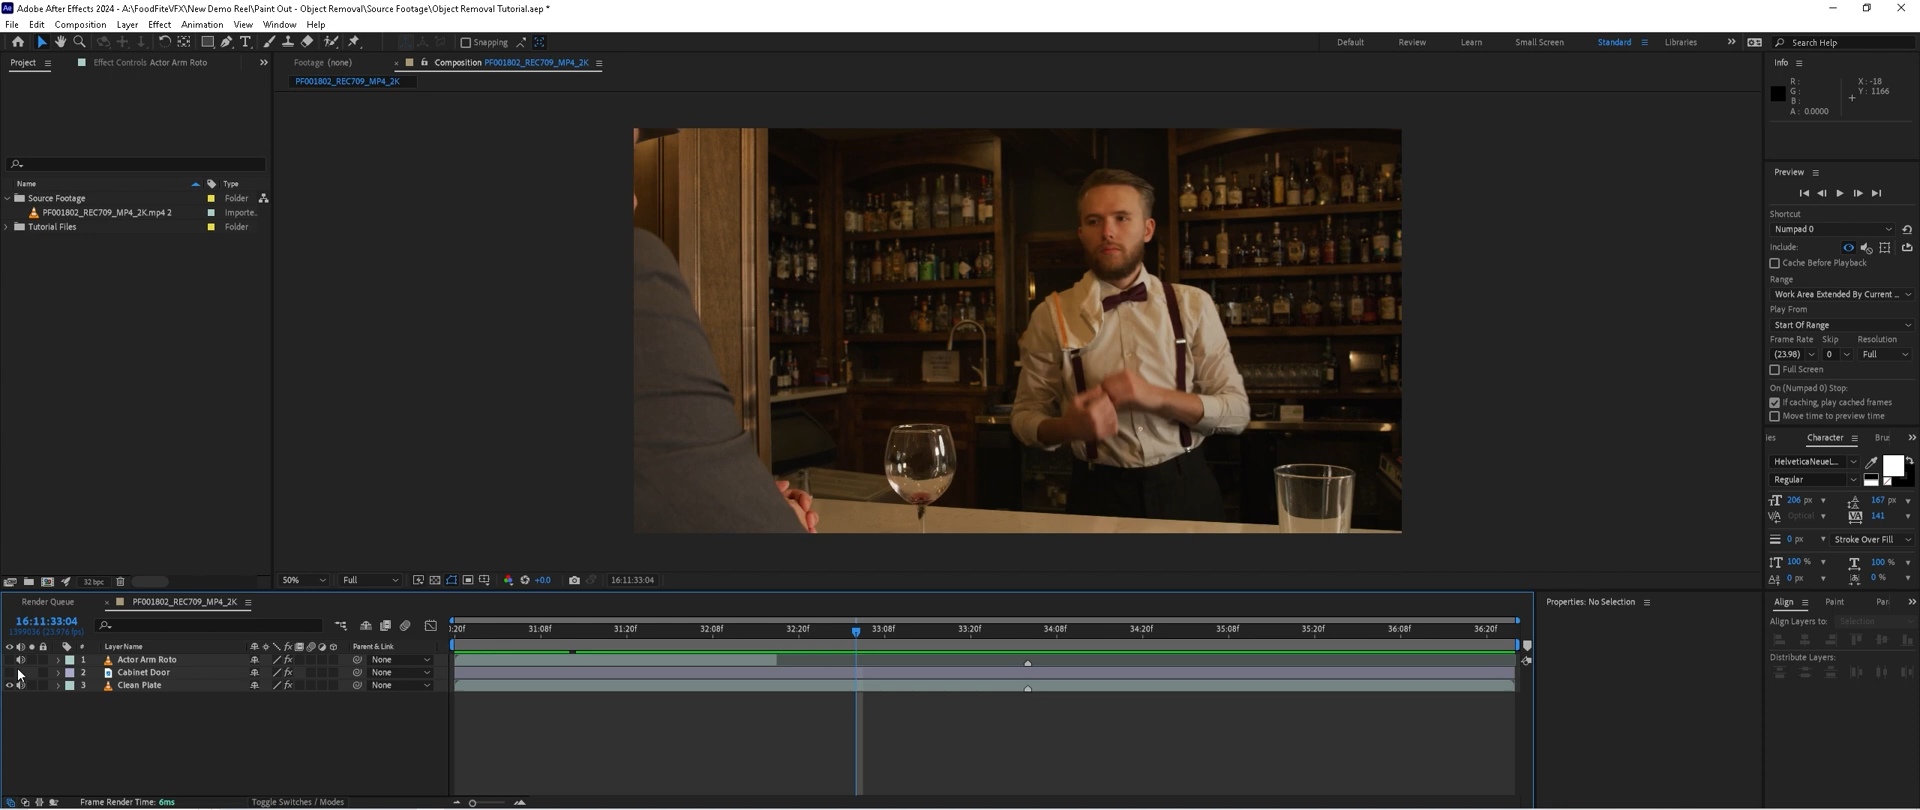 Adobe After Effects 2024 - A:\FoodFiteVFX\New Demo Reel\Paint Out - Object Removal\Source Footage\Object Removal Tutorial.aep *
File Edit Composition Layer Effect Animation View Window Help
Snapping
Default Review Learn Small Screen Standard Libraries
Search Help
Project
Effect Controls Actor Arm Roto
Footage (none)
Composition PF001802_REC709_MP4_2K
PF001802_REC709_MP4_2K
Name Type
Source Footage Folder
PF001802_REC709_MP4_2K.mp4 2 Importe..
Tutorial Files Folder
32 bpc
50% Full +0.0 16:11:33:04
Info
R :
G :
B :
A : 0.0000
X : -18
Y : 1166
Preview
Shortcut
Numpad 0
Include:
Cache Before Playback
Range
Work Area Extended By Current ...
Play From
Start Of Range
Frame Rate Skip Resolution
(23.98) 0 Full
Full Screen
On (Numpad 0) Stop:
If caching, play cached frames
Move time to preview time
ies Character Bru
HelveticaNeueL...
Regular
206 px 167 px
Optical 141
0 px Stroke Over Fill
100 % 100 %
0 px 0 %
Align Paint Par
Align Layers to: Selection
Distribute Layers:
Properties: No Selection
Render Queue PF001802_REC709_MP4_2K
16:11:33:04
1399036 (23.976 fps)
:20f 31:08f 31:20f 32:08f 32:20f 33:08f 33:20f 34:08f 34:20f 35:08f 35:20f 36:08f 36:20f
# Layer Name Parent & Link
1 Actor Arm Roto None
2 Cabinet Door None
3 Clean Plate None
Frame Render Time: 6ms
Toggle Switches / Modes